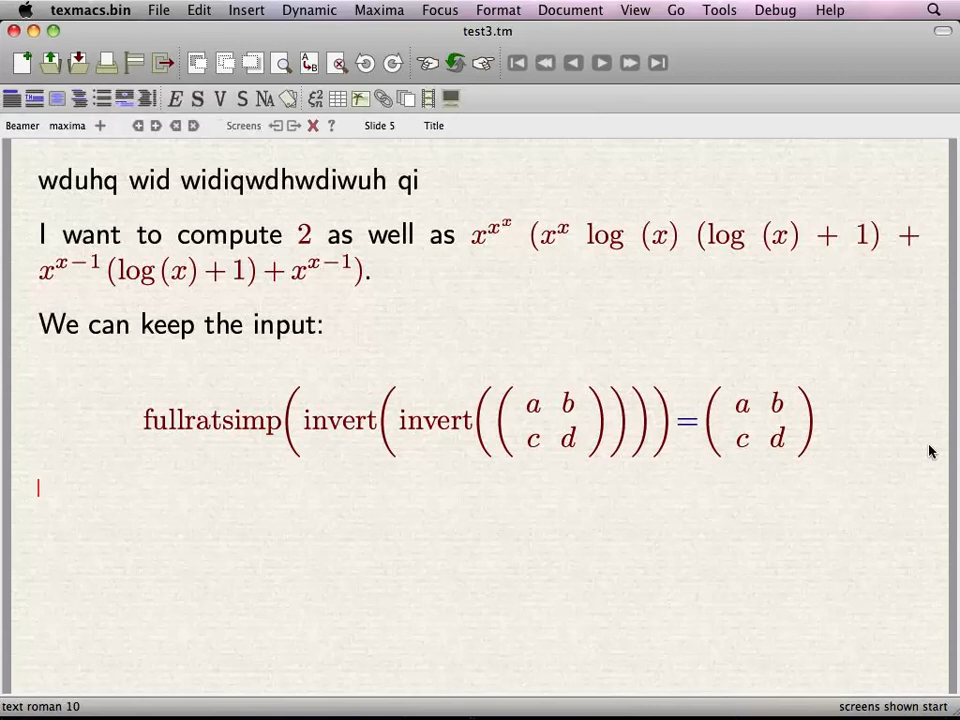 texmacs.bin File Edit Insert Dynamic Maxima Focus Format Document View Go Tools Debug Help
test3.tm
Beamer maxima + Screens ? Slide 5 Title
wduhq wid widiqwdhwdiwuh qi
I want to compute 2 as well as x^{x^x} (x^x log (x) (log (x) + 1) +
x^{x−1} (log (x) + 1) + x^{x−1}).
We can keep the input:
fullratsimp(invert(invert((( a b
c d ))))) = ( a b
c d )
text roman 10 screens shown start